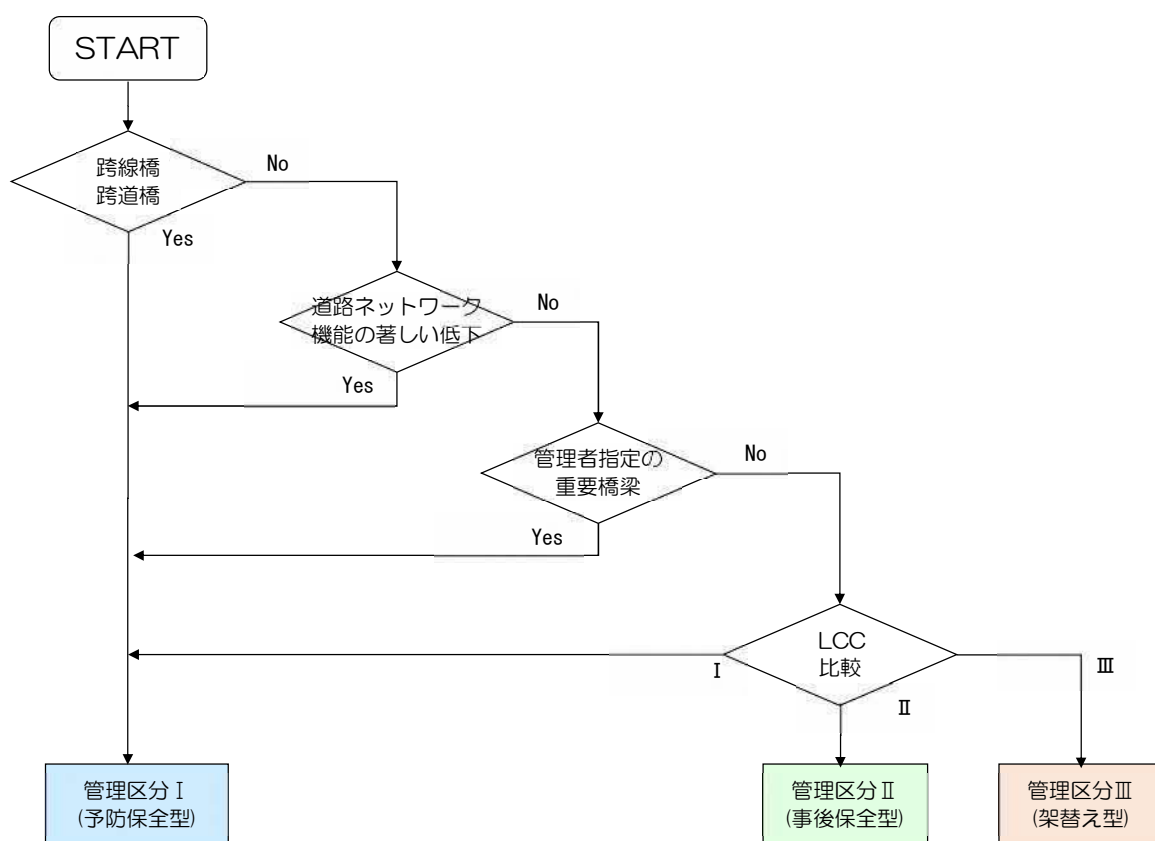 START
跨線橋
跨道橋
No
Yes
道路ネットワーク
機能の著しい低下
No
Yes
管理者指定の
重要橋梁
No
Yes
LCC
比較
Ⅰ
Ⅱ
Ⅲ
管理区分Ⅰ
(予防保全型)
管理区分Ⅱ
(事後保全型)
管理区分Ⅲ
(架替え型)